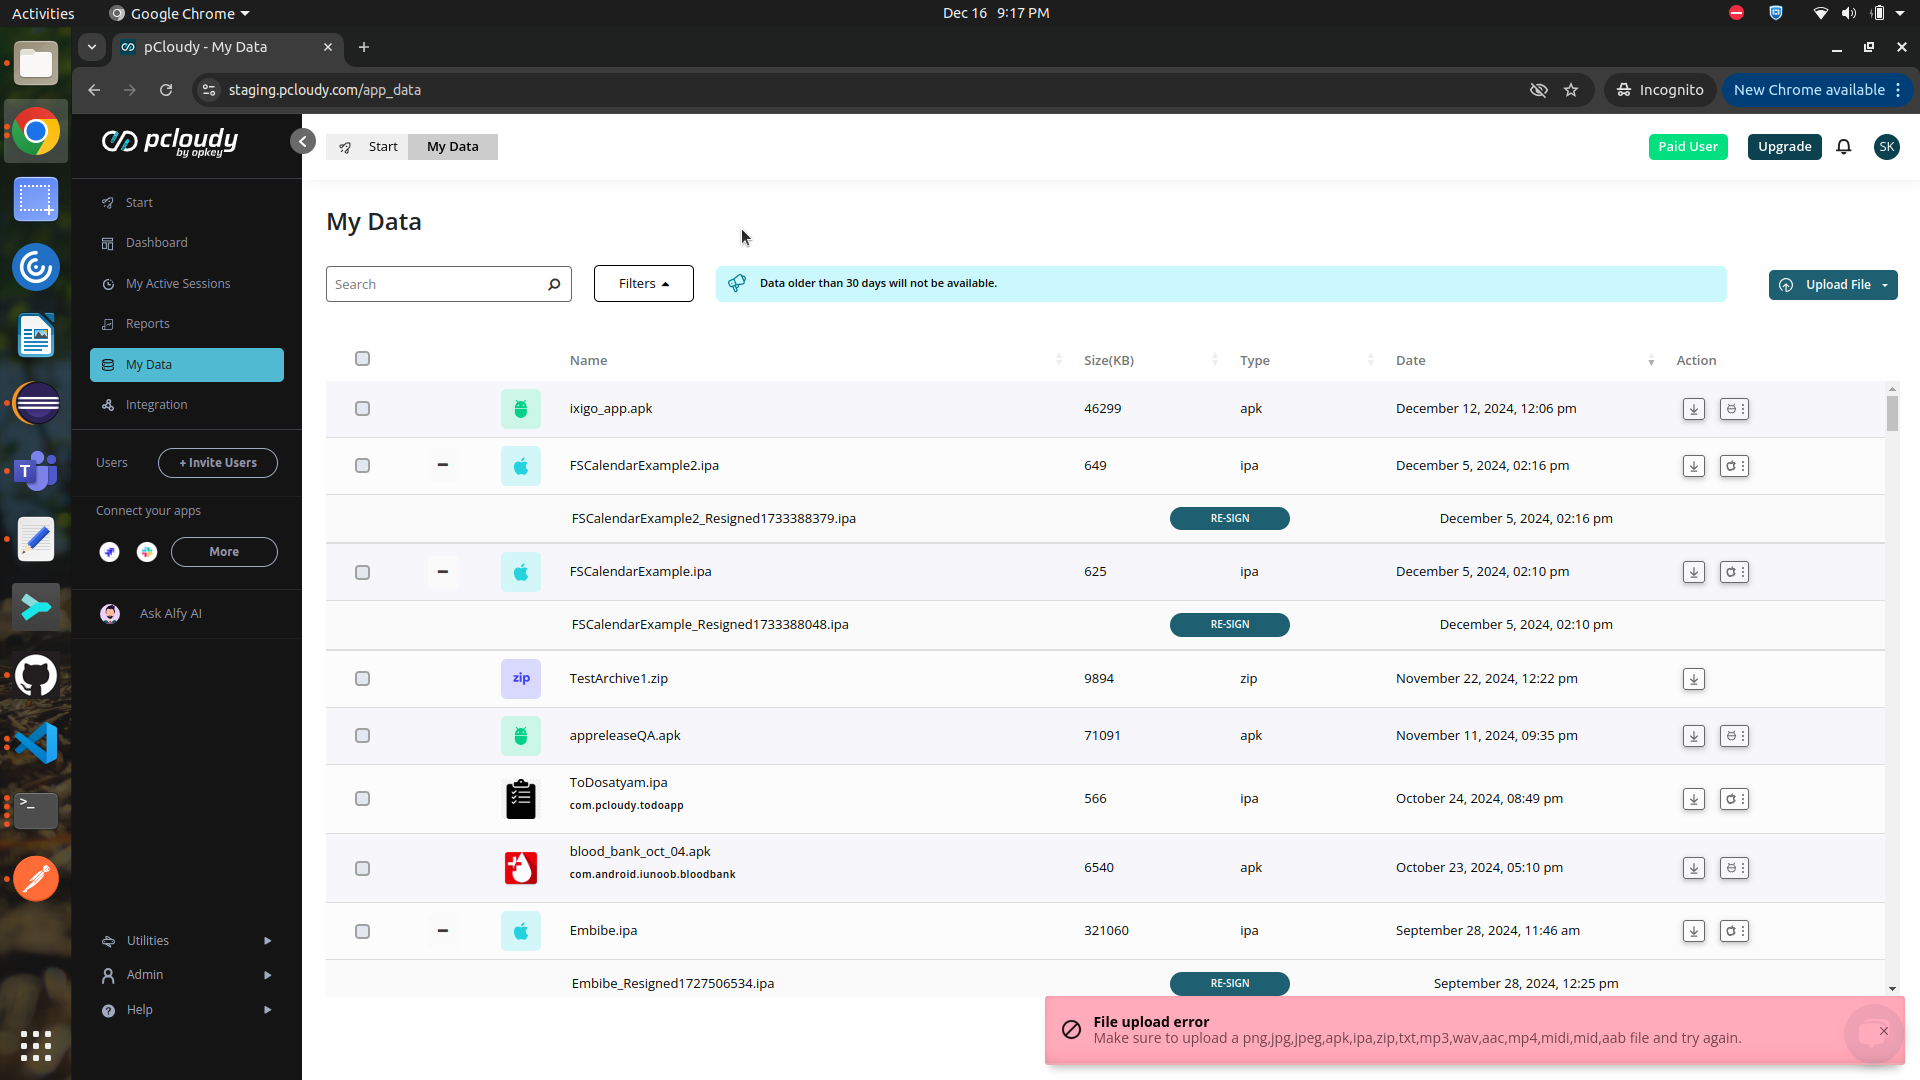 Activities
Google Chrome
Dec 16 9:17 PM
pCloudy - My Data
staging.pcloudy.com/app_data
Incognito
New Chrome available
pcloudy
by opkey
Start
My Data
Paid User
Upgrade
SK
Start
Dashboard
My Active Sessions
Reports
My Data
Integration
Users
+ Invite Users
Connect your apps
More
Ask Alfy AI
Utilities
Admin
Help
My Data
Search
Filters
Data older than 30 days will not be available.
Upload File
Name Size(KB) Type Date Action
ixigo_app.apk 46299 apk December 12, 2024, 12:06 pm
FSCalendarExample2.ipa 649 ipa December 5, 2024, 02:16 pm
FSCalendarExample2_Resigned1733388379.ipa RE-SIGN December 5, 2024, 02:16 pm
FSCalendarExample.ipa 625 ipa December 5, 2024, 02:10 pm
FSCalendarExample_Resigned1733388048.ipa RE-SIGN December 5, 2024, 02:10 pm
zip TestArchive1.zip 9894 zip November 22, 2024, 12:22 pm
appreleaseQA.apk 71091 apk November 11, 2024, 09:35 pm
ToDosatyam.ipa
com.pcloudy.todoapp
566 ipa October 24, 2024, 08:49 pm
blood_bank_oct_04.apk
com.android.iunoob.bloodbank
6540 apk October 23, 2024, 05:10 pm
Embibe.ipa 321060 ipa September 28, 2024, 11:46 am
Embibe_Resigned1727506534.ipa RE-SIGN September 28, 2024, 12:25 pm
File upload error
Make sure to upload a png,jpg,jpeg,apk,ipa,zip,txt,mp3,wav,aac,mp4,midi,mid,aab file and try again.